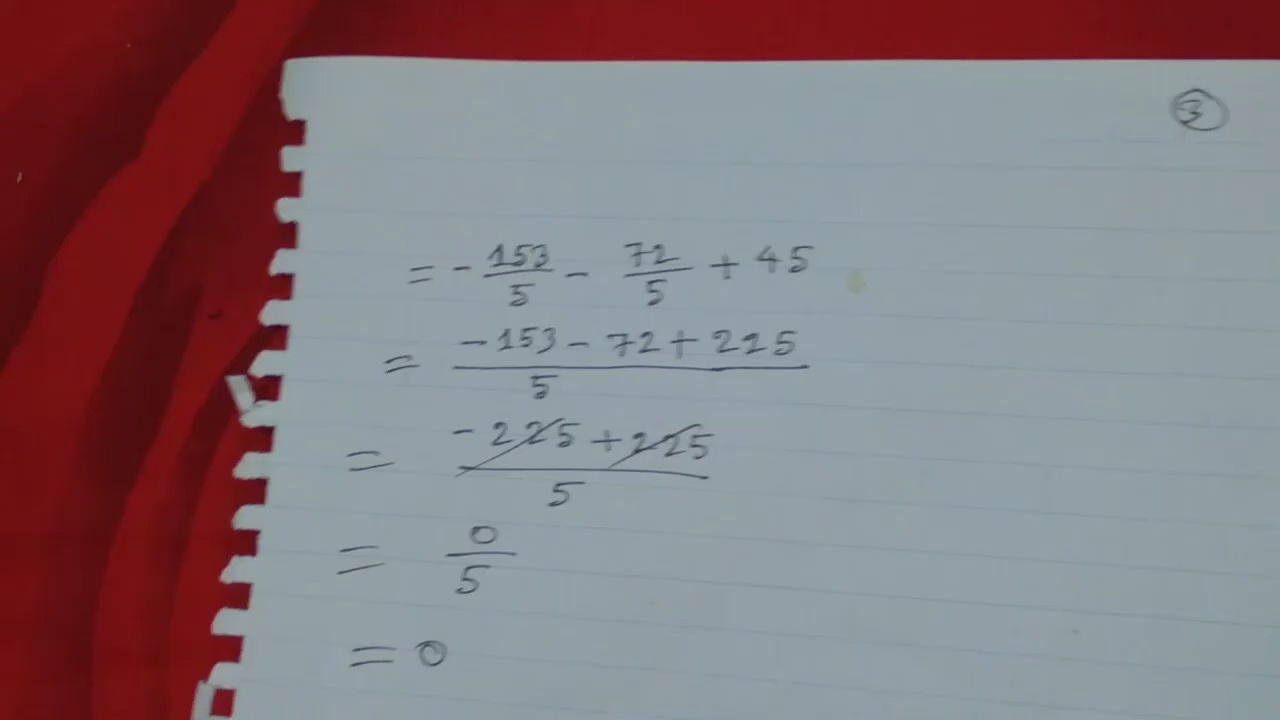 3
= - 153/5 - 72/5 + 45
= (-153 - 72 + 225)/5
= (-225 + 225)/5
= 0/5
= 0